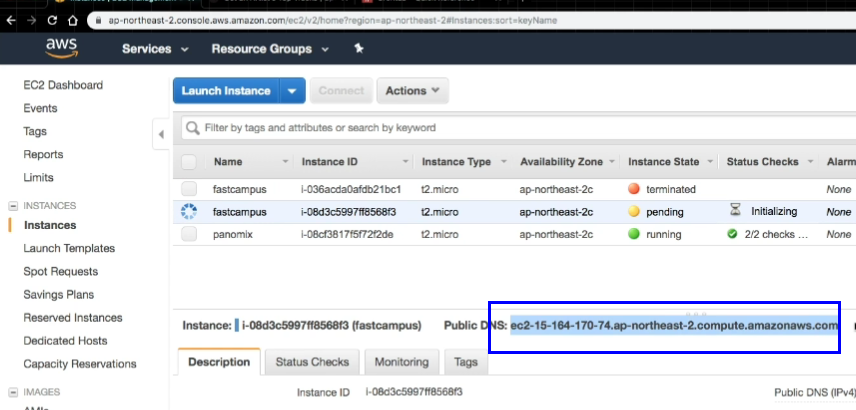 ap-northeast-2.console.aws.amazon.com/ec2/v2/home?region=ap-northeast-2#Instances:sort=keyName
aws Services Resource Groups
EC2 Dashboard
Events
Tags
Reports
Limits
INSTANCES
Instances
Launch Templates
Spot Requests
Savings Plans
Reserved Instances
Dedicated Hosts
Capacity Reservations
IMAGES
AMIs
Launch Instance Connect Actions
Filter by tags and attributes or search by keyword
Name Instance ID Instance Type Availability Zone Instance State Status Checks Alarm
fastcampus i-036acda0afdb21bc1 t2.micro ap-northeast-2c terminated None
fastcampus i-08d3c5997ff8568f3 t2.micro ap-northeast-2c pending Initializing None
panomix i-08cf3817f5f72f2de t2.micro ap-northeast-2c running 2/2 checks ... None
Instance: i-08d3c5997ff8568f3 (fastcampus) Public DNS: ec2-15-164-170-74.ap-northeast-2.compute.amazonaws.com
Description Status Checks Monitoring Tags
Instance ID i-08d3c5997ff8568f3 Public DNS (IPv4)